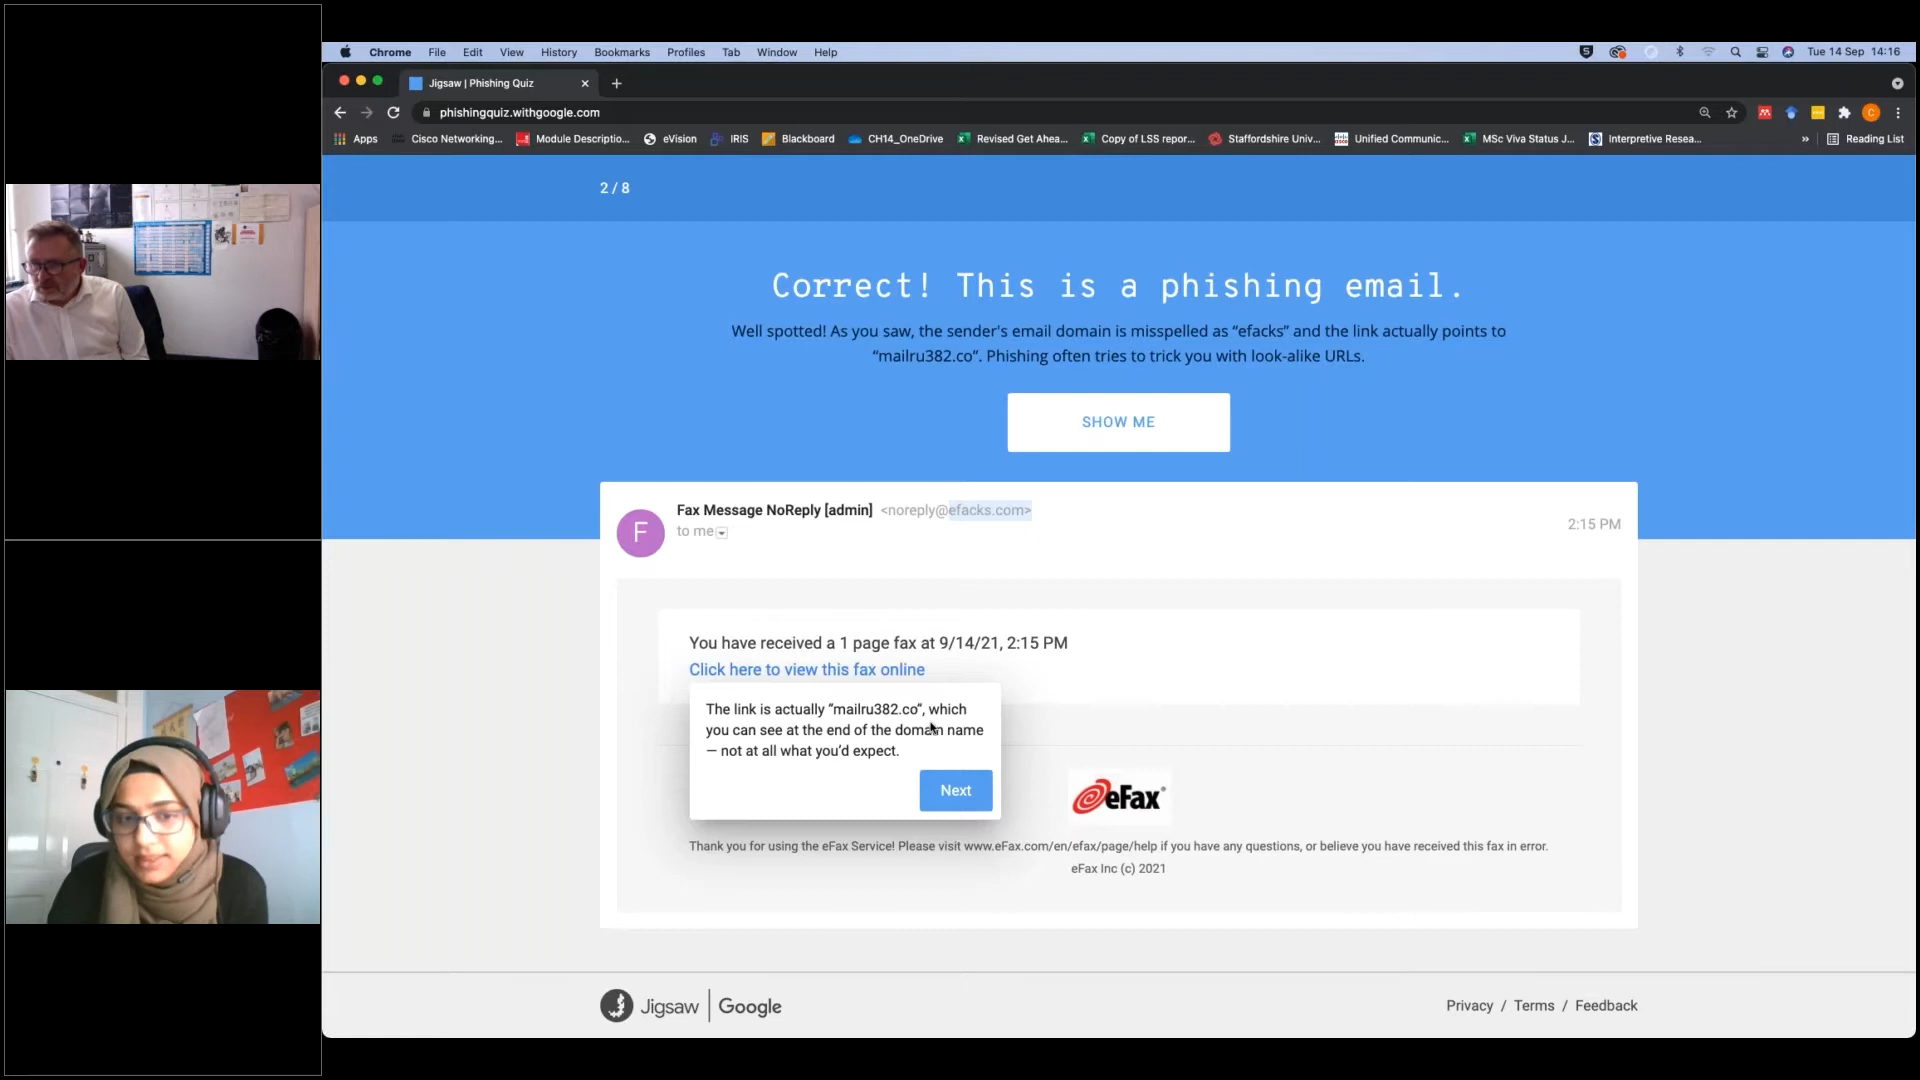 Chrome File Edit View History Bookmarks Profiles Tab Window Help
Tue 14 Sep 14:16
Jigsaw | Phishing Quiz
phishingquiz.withgoogle.com
C
Apps Cisco Networking... Module Descriptio... eVision IRIS Blackboard CH14_OneDrive Revised Get Ahea... Copy of LSS repor... Staffordshire Univ... Unified Communic... MSc Viva Status J... Interpretive Resea... » Reading List
2 / 8
Correct! This is a phishing email.
Well spotted! As you saw, the sender's email domain is misspelled as “efacks” and the link actually points to
“mailru382.co”. Phishing often tries to trick you with look-alike URLs.
SHOW ME
F
Fax Message NoReply [admin] <noreply@efacks.com>
to me
2:15 PM
You have received a 1 page fax at 9/14/21, 2:15 PM
Click here to view this fax online
The link is actually “mailru382.co”, which
you can see at the end of the domain name
— not at all what you’d expect.
Next
eFax®
Thank you for using the eFax Service! Please visit www.eFax.com/en/efax/page/help if you have any questions, or believe you have received this fax in error.
eFax Inc (c) 2021
Jigsaw | Google
Privacy / Terms / Feedback